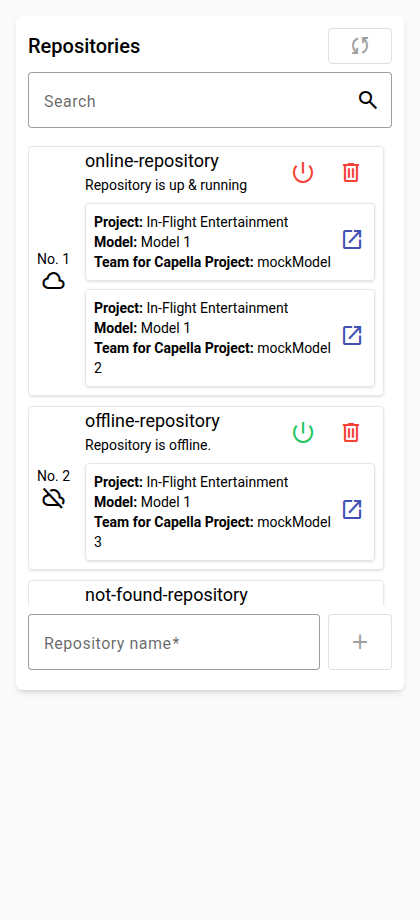 Repositories
Search
online-repository
Repository is up & running
Project: In-Flight Entertainment
Model: Model 1
Team for Capella Project: mockModel
No. 1
Project: In-Flight Entertainment
Model: Model 1
Team for Capella Project: mockModel
2
offline-repository
Repository is offline.
No. 2
Project: In-Flight Entertainment
Model: Model 1
Team for Capella Project: mockModel
3
not-found-repository
Repository name*